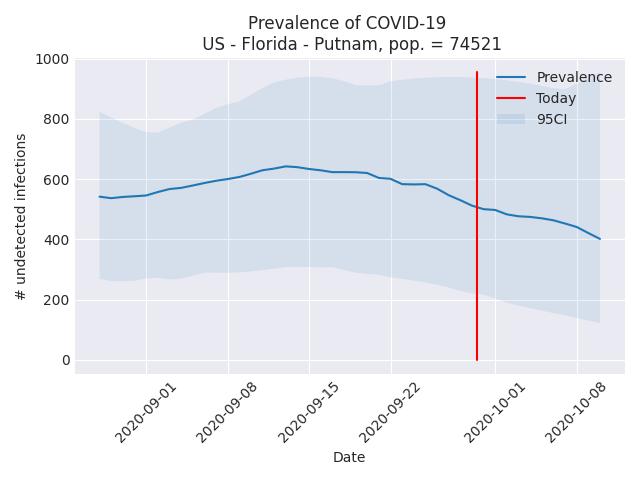 Prevalence of COVID-19
US - Florida - Putnam, pop. = 74521
1000
800
600
400
200
0
# undetected infections
Prevalence
Today
95CI
2020-09-01
2020-09-08
2020-09-15
2020-09-22
2020-10-01
2020-10-08
Date